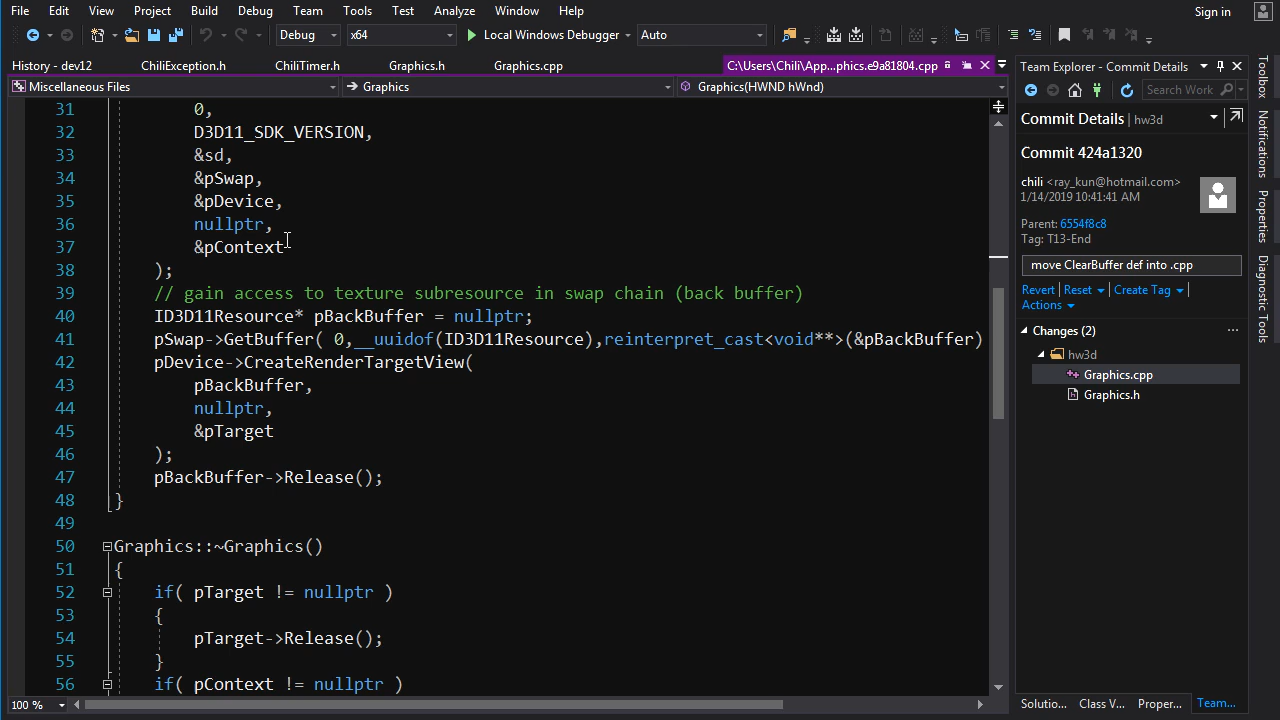 File Edit View Project Build Debug Team Tools Test Analyze Window Help Sign in
Debug x64 Local Windows Debugger Auto
History - dev12 ChiliException.h ChiliTimer.h Graphics.h Graphics.cpp C:\Users\Chili\App...phics.e9a81804.cpp
Miscellaneous Files Graphics Graphics(HWND hWnd)
31 0,
32 D3D11_SDK_VERSION,
33 &sd,
34 &pSwap,
35 &pDevice,
36 nullptr,
37 &pContext
38 );
39 // gain access to texture subresource in swap chain (back buffer)
40 ID3D11Resource* pBackBuffer = nullptr;
41 pSwap->GetBuffer( 0,__uuidof(ID3D11Resource),reinterpret_cast<void**>(&pBackBuffer)
42 pDevice->CreateRenderTargetView(
43 pBackBuffer,
44 nullptr,
45 &pTarget
46 );
47 pBackBuffer->Release();
48 }
49
50 Graphics::~Graphics()
51 {
52 if( pTarget != nullptr )
53 {
54 pTarget->Release();
55 }
56 if( pContext != nullptr )
100 %
Team Explorer - Commit Details
Search Work
Commit Details | hw3d
Commit 424a1320
chili <ray_kun@hotmail.com>
1/14/2019 10:41:41 AM
Parent: 6554f8c8
Tag: T13-End
move ClearBuffer def into .cpp
Revert | Reset | Create Tag |
Actions
Changes (2) ...
hw3d
Graphics.cpp
Graphics.h
Solutio... Class V... Proper... Team...
Toolbox
Notifications
Properties
Diagnostic Tools